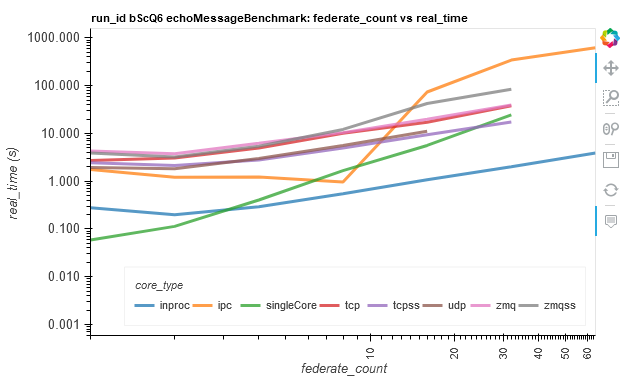 run_id bScQ6 echoMessageBenchmark: federate_count vs real_time
1000.000
100.000
10.000
1.000
0.100
0.010
0.001
real_time (s)
core_type
inproc ipc singleCore tcp tcpss udp zmq zmqss
10 20 30 40 50 60
federate_count